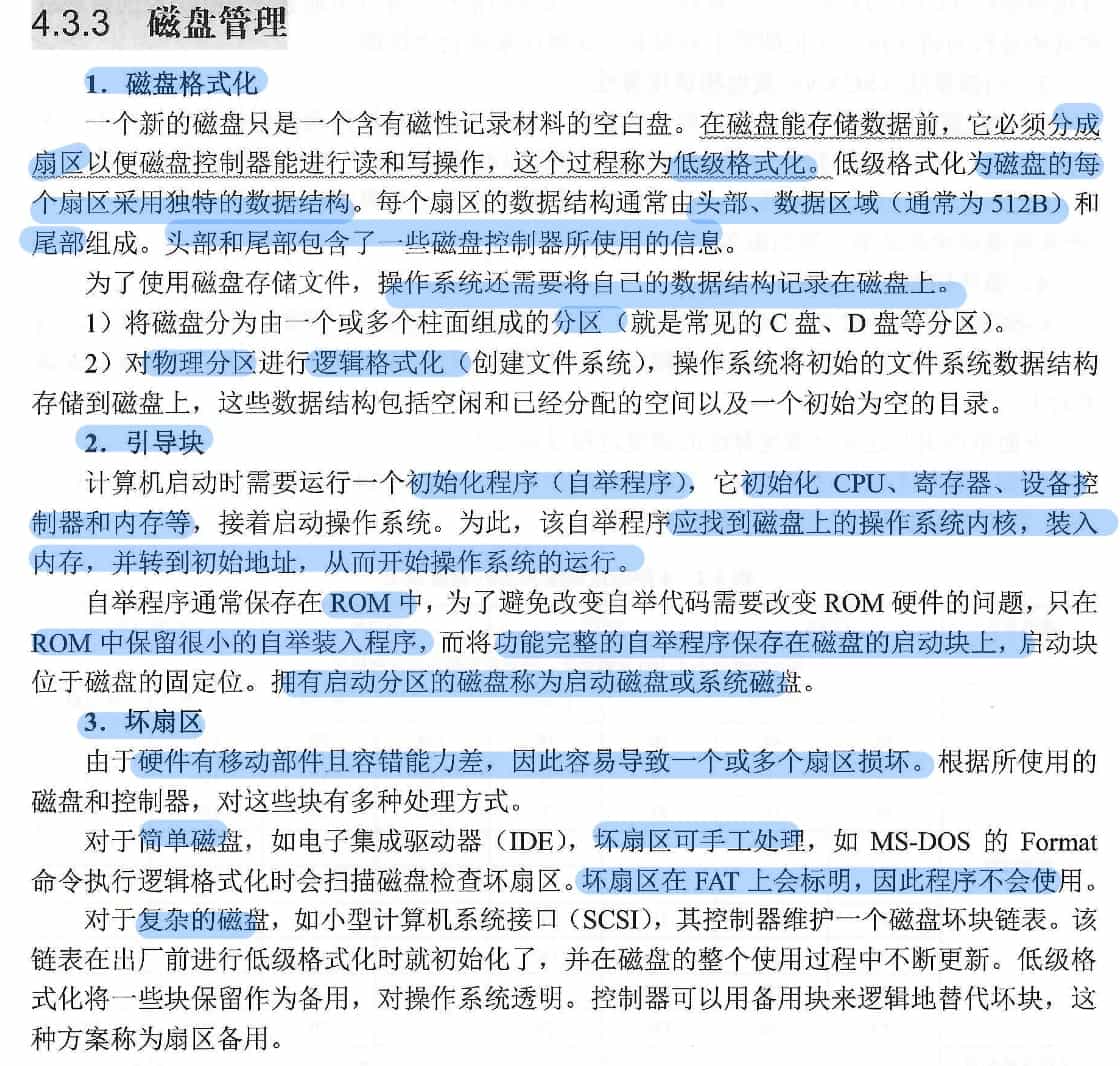 4.3.3 磁盘管理
1．磁盘格式化
一个新的磁盘只是一个含有磁性记录材料的空白盘。在磁盘能存储数据前，它必须分成
扇区以便磁盘控制器能进行读和写操作，这个过程称为低级格式化。低级格式化为磁盘的每
个扇区采用独特的数据结构。每个扇区的数据结构通常由头部、数据区域（通常为 512B）和
尾部组成。头部和尾部包含了一些磁盘控制器所使用的信息。
为了使用磁盘存储文件，操作系统还需要将自己的数据结构记录在磁盘上。
1）将磁盘分为由一个或多个柱面组成的分区（就是常见的 C 盘、D 盘等分区）。
2）对物理分区进行逻辑格式化（创建文件系统），操作系统将初始的文件系统数据结构
存储到磁盘上，这些数据结构包括空闲和已经分配的空间以及一个初始为空的目录。
2．引导块
计算机启动时需要运行一个初始化程序（自举程序），它初始化 CPU、寄存器、设备控
制器和内存等，接着启动操作系统。为此，该自举程序应找到磁盘上的操作系统内核，装入
内存，并转到初始地址，从而开始操作系统的运行。
自举程序通常保存在 ROM 中，为了避免改变自举代码需要改变 ROM 硬件的问题，只在
ROM 中保留很小的自举装入程序，而将功能完整的自举程序保存在磁盘的启动块上，启动块
位于磁盘的固定位。拥有启动分区的磁盘称为启动磁盘或系统磁盘。
3．坏扇区
由于硬件有移动部件且容错能力差，因此容易导致一个或多个扇区损坏。根据所使用的
磁盘和控制器，对这些块有多种处理方式。
对于简单磁盘，如电子集成驱动器（IDE），坏扇区可手工处理，如 MS-DOS 的 Format
命令执行逻辑格式化时会扫描磁盘检查坏扇区。坏扇区在 FAT 上会标明，因此程序不会使用。
对于复杂的磁盘，如小型计算机系统接口（SCSI），其控制器维护一个磁盘坏块链表。该
链表在出厂前进行低级格式化时就初始化了，并在磁盘的整个使用过程中不断更新。低级格
式化将一些块保留作为备用，对操作系统透明。控制器可以用备用块来逻辑地替代坏块，这
种方案称为扇区备用。